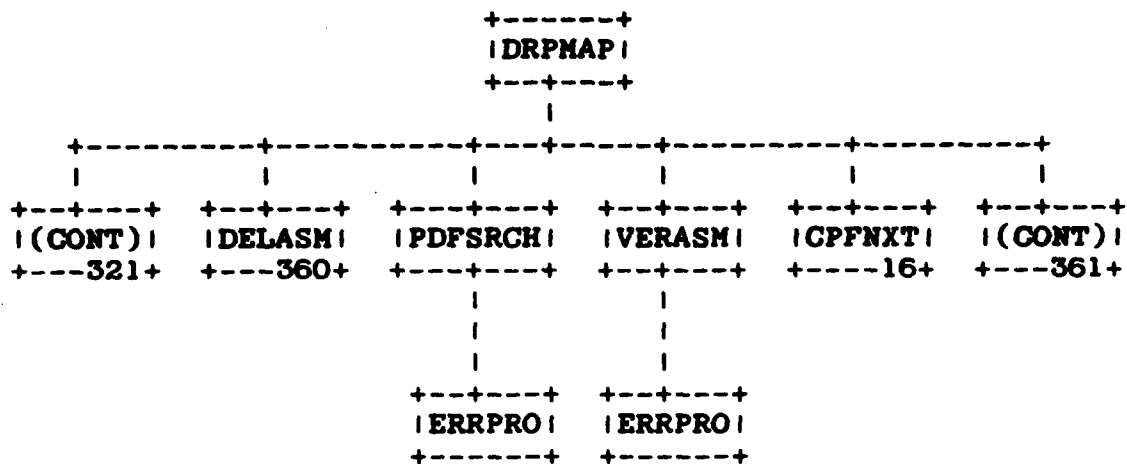 DRPMAP
(CONT) DELASM PDFSRCH VERASM CPFNXT (CONT)
321 360 16 361
ERRPRO ERRPRO